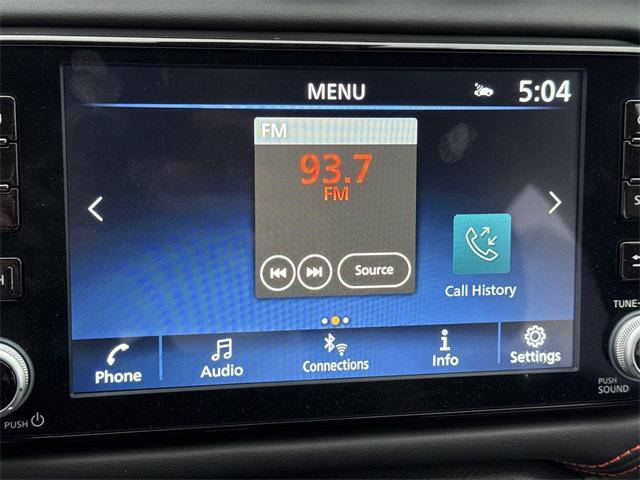 MENU
5:04
FM
93.7
FM
Source
Call History
Phone
Audio
Connections
Info
Settings
TUNE-
PUSH
SOUND
PUSH